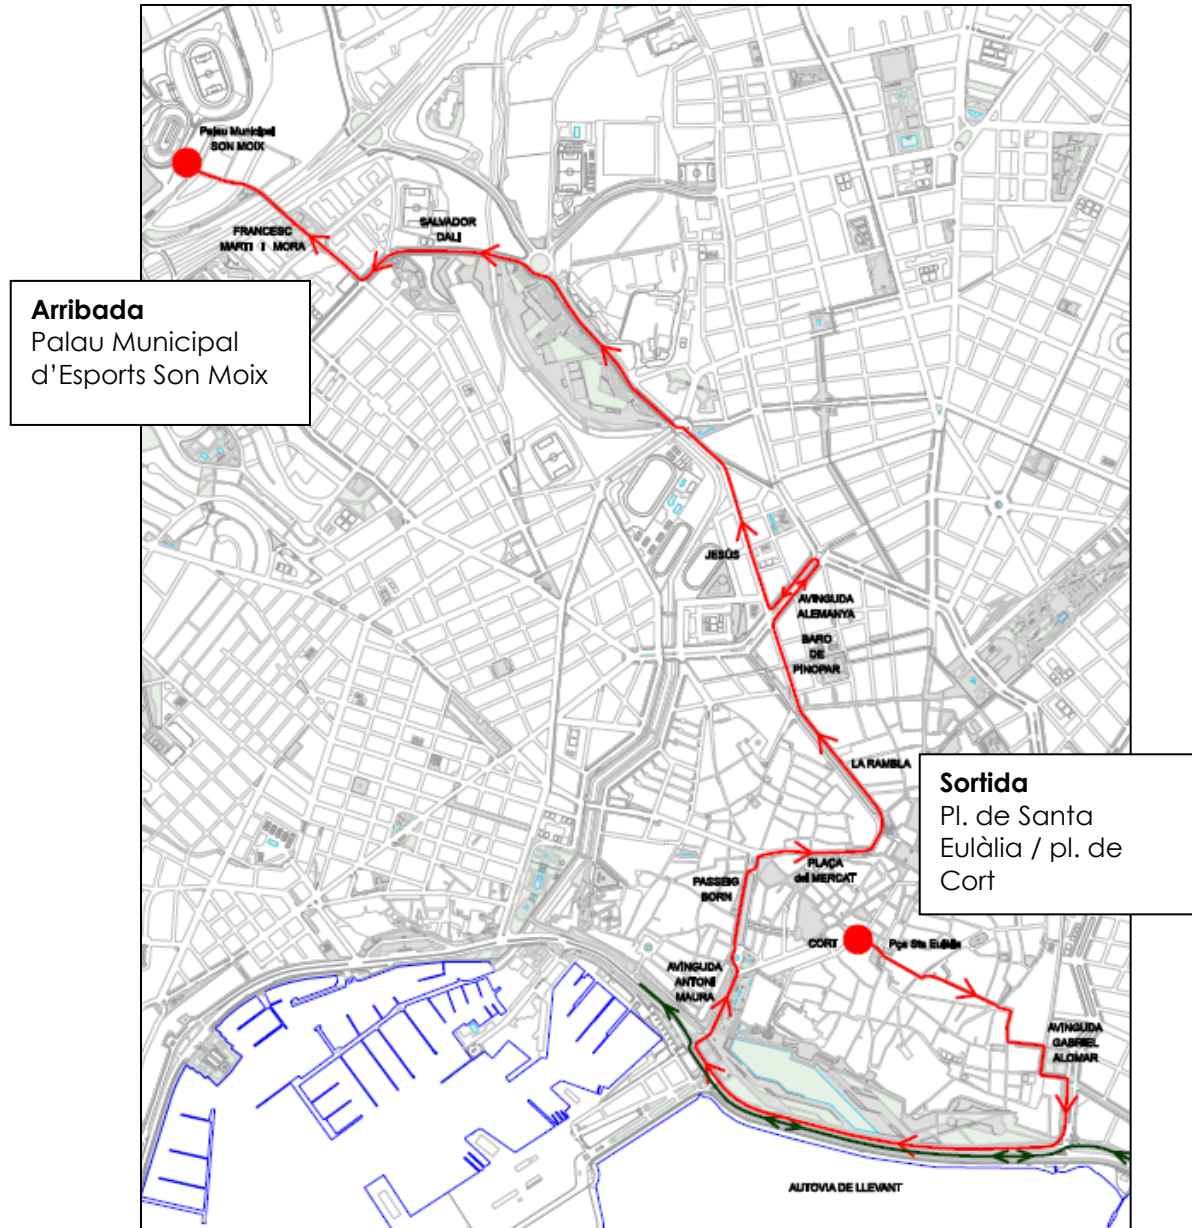 Palau Municipal
SON MOIX
FRANCESC
MARTI I MORA
SALVADOR
DALI
Arribada
Palau Municipal
d'Esports Son Moix
JESÚS
AVINGUDA
ALEMANYA
BARO
DE
PINOPAR
LA RAMBLA
Sortida
Pl. de Santa
Eulàlia / pl. de
Cort
PLAÇA
del MERCAT
PASSEIG
BORN
CORT
Pça Sta Eulàlia
AVINGUDA
ANTONI
MAURA
AVINGUDA
GABRIEL
ALOMAR
AUTOVIA DE LLEVANT